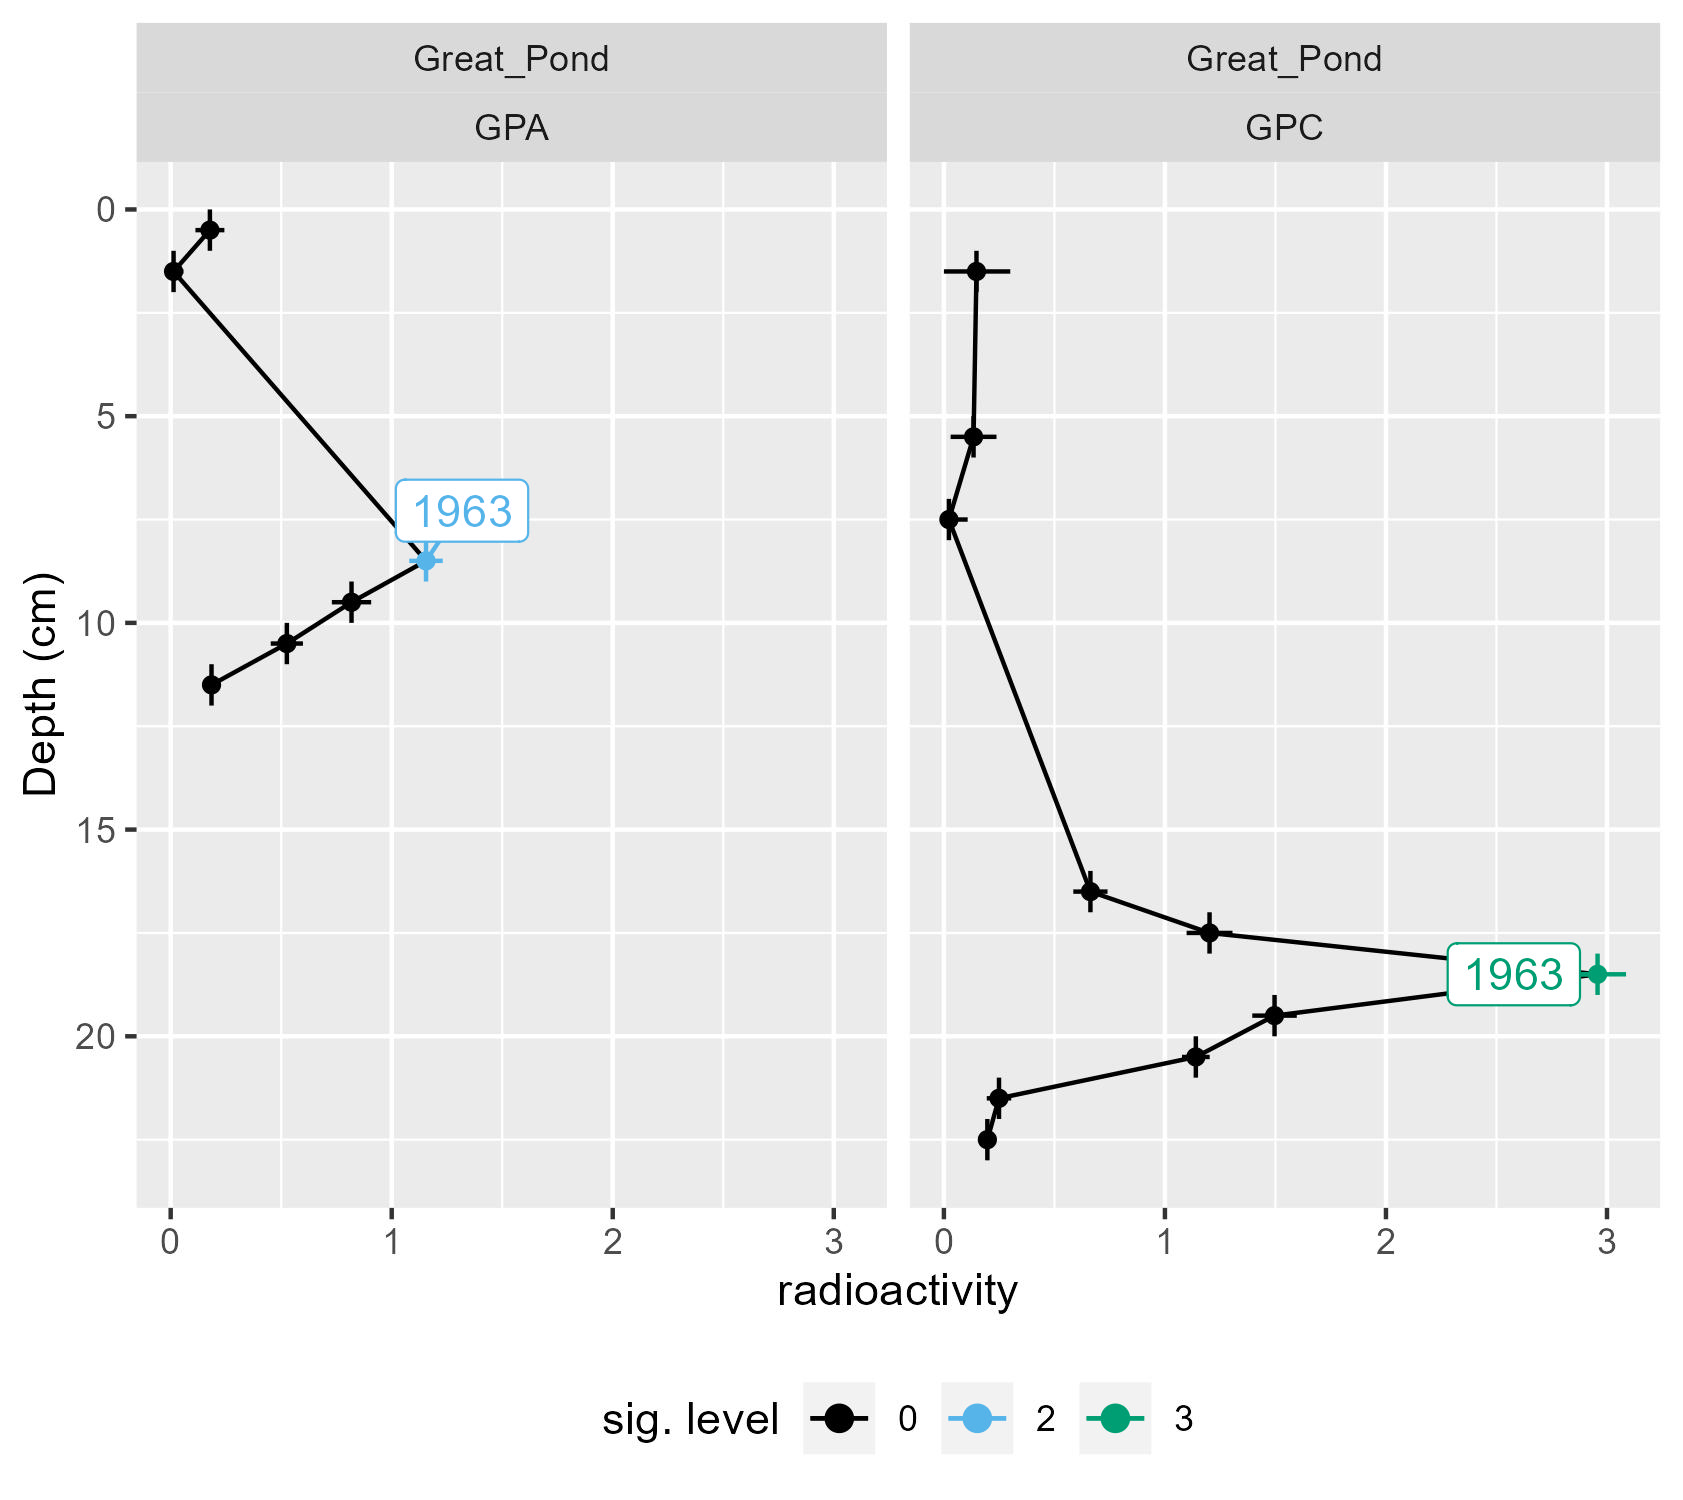 Great_Pond
Great_Pond
GPA
GPC
0
5
10
15
20
Depth (cm)
1963
1963
0 1 2 3
0 1 2 3
radioactivity
sig. level 0 2 3